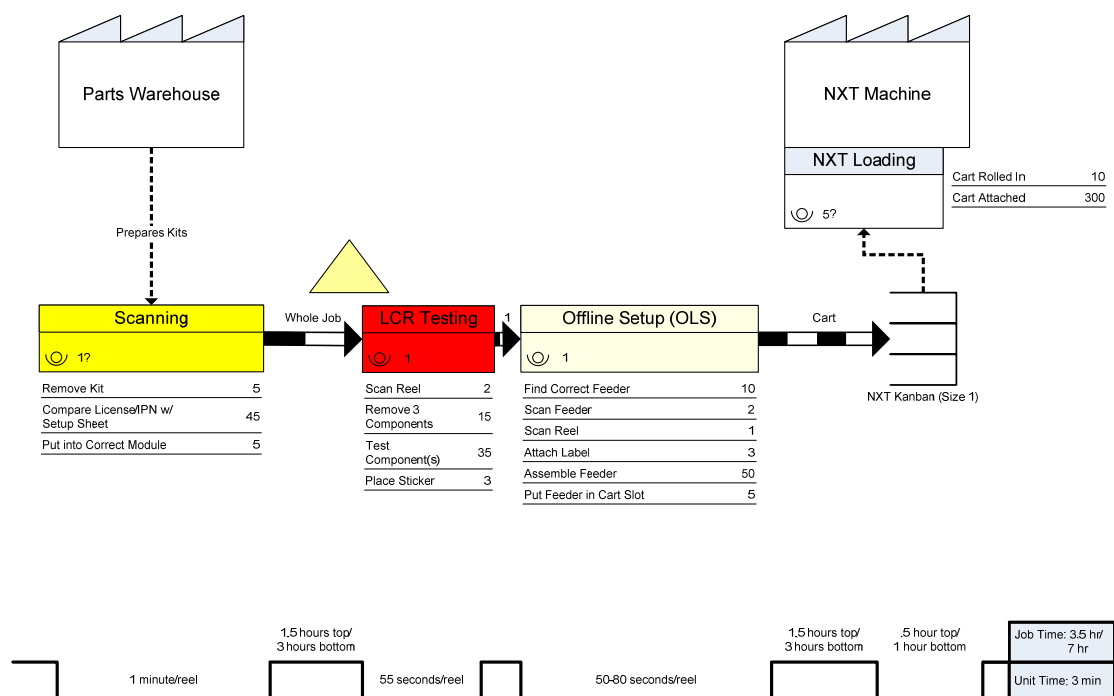 Parts Warehouse
NXT Machine
NXT Loading
5?
Cart Rolled In 10
Cart Attached 300
Prepares Kits
Scanning
1?
Remove Kit 5
Compare License/IPN w/
Setup Sheet 45
Put into Correct Module 5
Whole Job
LCR Testing
1
Scan Reel 2
Remove 3
Components 15
Test
Component(s) 35
Place Sticker 3
1
Offline Setup (OLS)
1
Find Correct Feeder 10
Scan Feeder 2
Scan Reel 1
Attach Label 3
Assemble Feeder 50
Put Feeder in Cart Slot 5
Cart
NXT Kanban (Size 1)
1 minute/reel
1.5 hours top/
3 hours bottom
55 seconds/reel
50-80 seconds/reel
1.5 hours top/
3 hours bottom
.5 hour top/
1 hour bottom
Job Time: 3.5 hr/
7 hr
Unit Time: 3 min